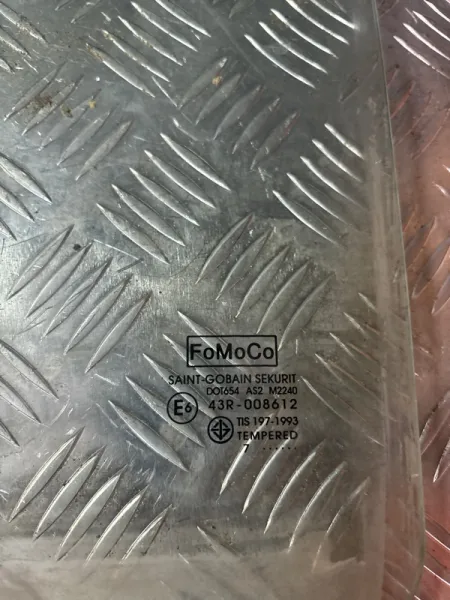 FoMoCo
SAINT-GOBAIN SEKURIT
DOT654 AS2 M2240
E6 43R-008612
TIS 197-1993
TEMPERED
7 ......